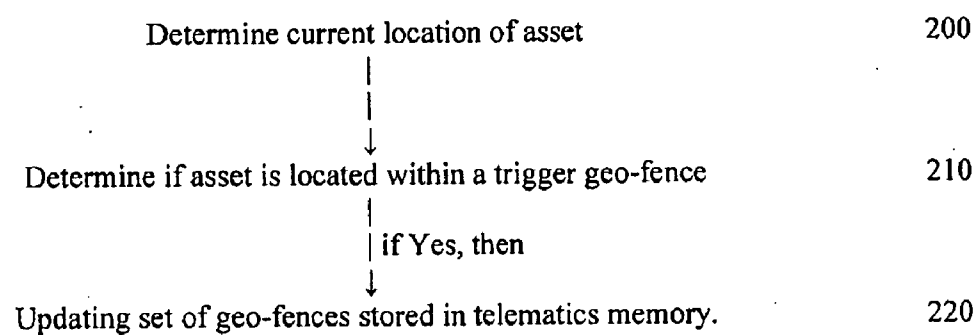 Determine current location of asset 200
Determine if asset is located within a trigger geo-fence 210
if Yes, then
Updating set of geo-fences stored in telematics memory. 220